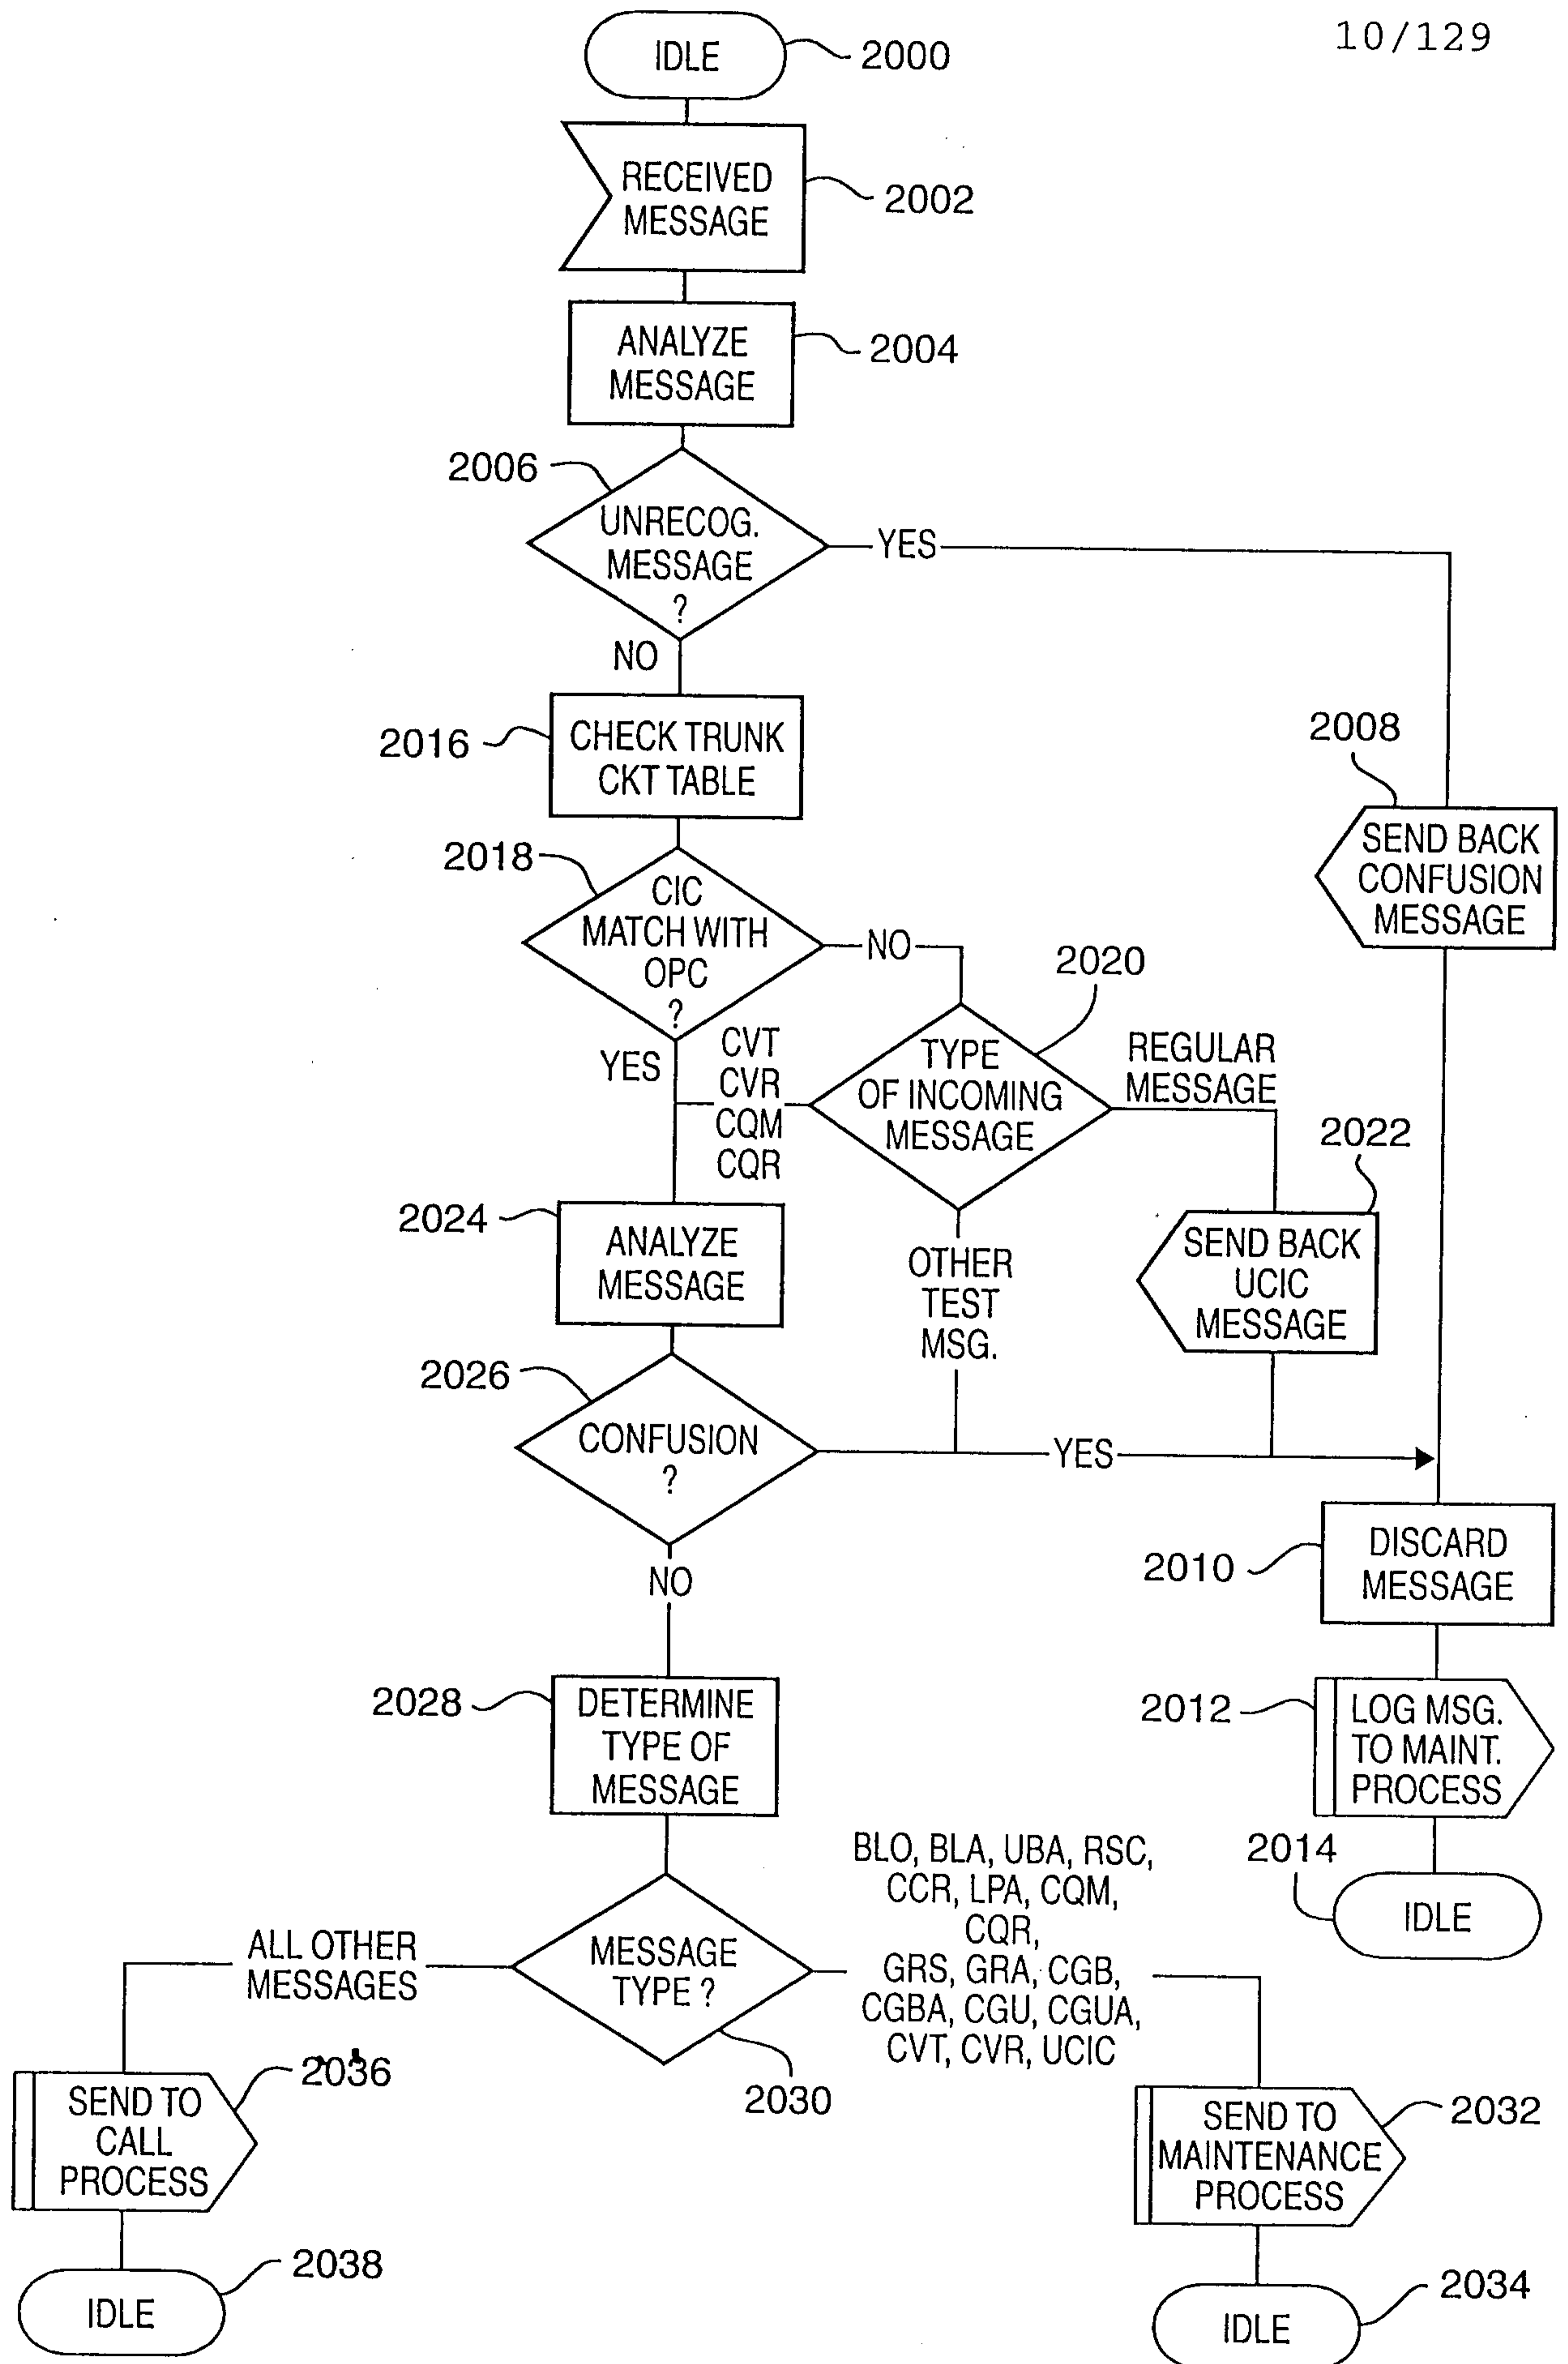 10/129
IDLE
2000
RECEIVED
MESSAGE
2002
ANALYZE
MESSAGE
2004
2006
UNRECOG.
MESSAGE
?
YES
NO
2016
CHECK TRUNK
CKT TABLE
2008
SEND BACK
CONFUSION
MESSAGE
2018
CIC
MATCH WITH
OPC
?
NO
YES
2020
TYPE
OF INCOMING
MESSAGE
CVT
CVR
CQM
CQR
REGULAR
MESSAGE
2022
SEND BACK
UCIC
MESSAGE
OTHER
TEST
MSG.
2024
ANALYZE
MESSAGE
2026
CONFUSION
?
YES
NO
2010
DISCARD
MESSAGE
2028
DETERMINE
TYPE OF
MESSAGE
2012
LOG MSG.
TO MAINT.
PROCESS
2014
IDLE
MESSAGE
TYPE ?
2030
BLO, BLA, UBA, RSC,
CCR, LPA, CQM,
CQR,
GRS, GRA, CGB,
CGBA, CGU, CGUA,
CVT, CVR, UCIC
ALL OTHER
MESSAGES
2036
SEND TO
CALL
PROCESS
2032
SEND TO
MAINTENANCE
PROCESS
2038
IDLE
2034
IDLE